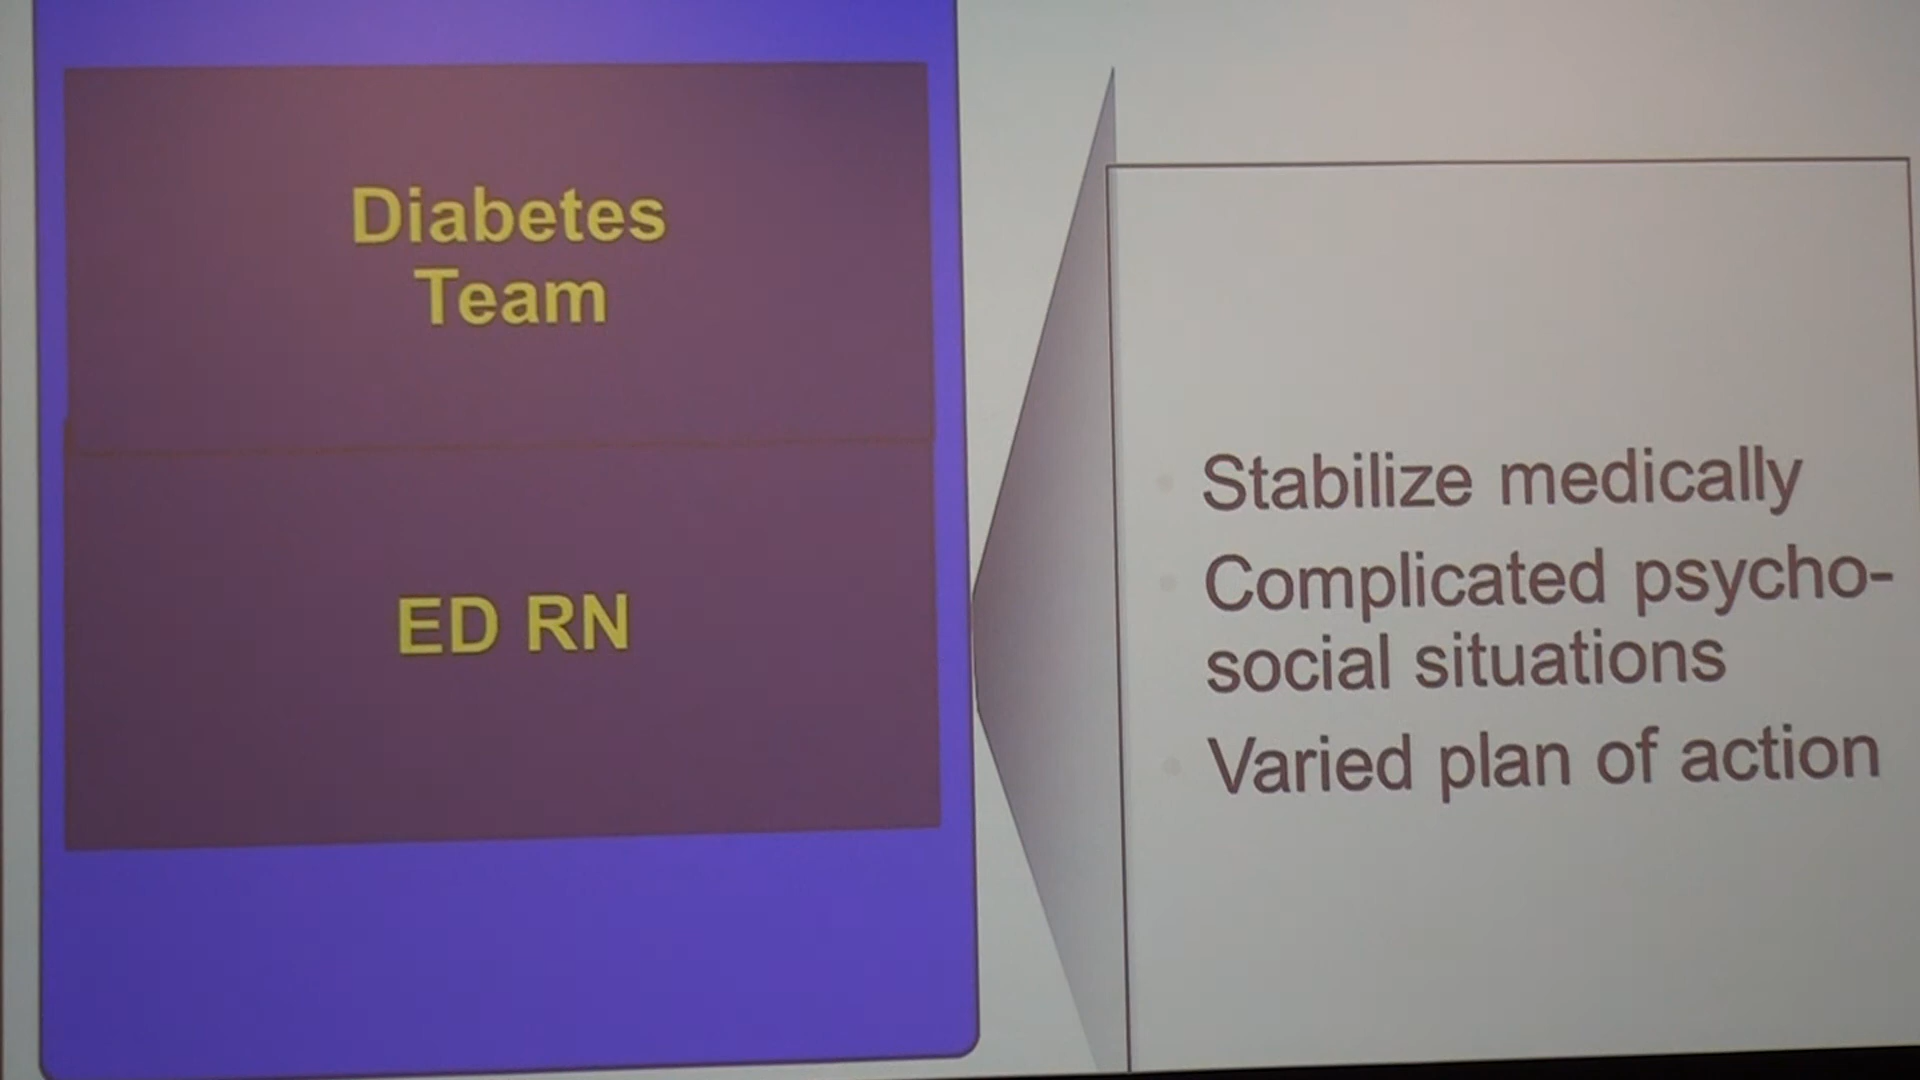 Diabetes
Team
ED RN
Stabilize medically
Complicated psycho-
social situations
Varied plan of action